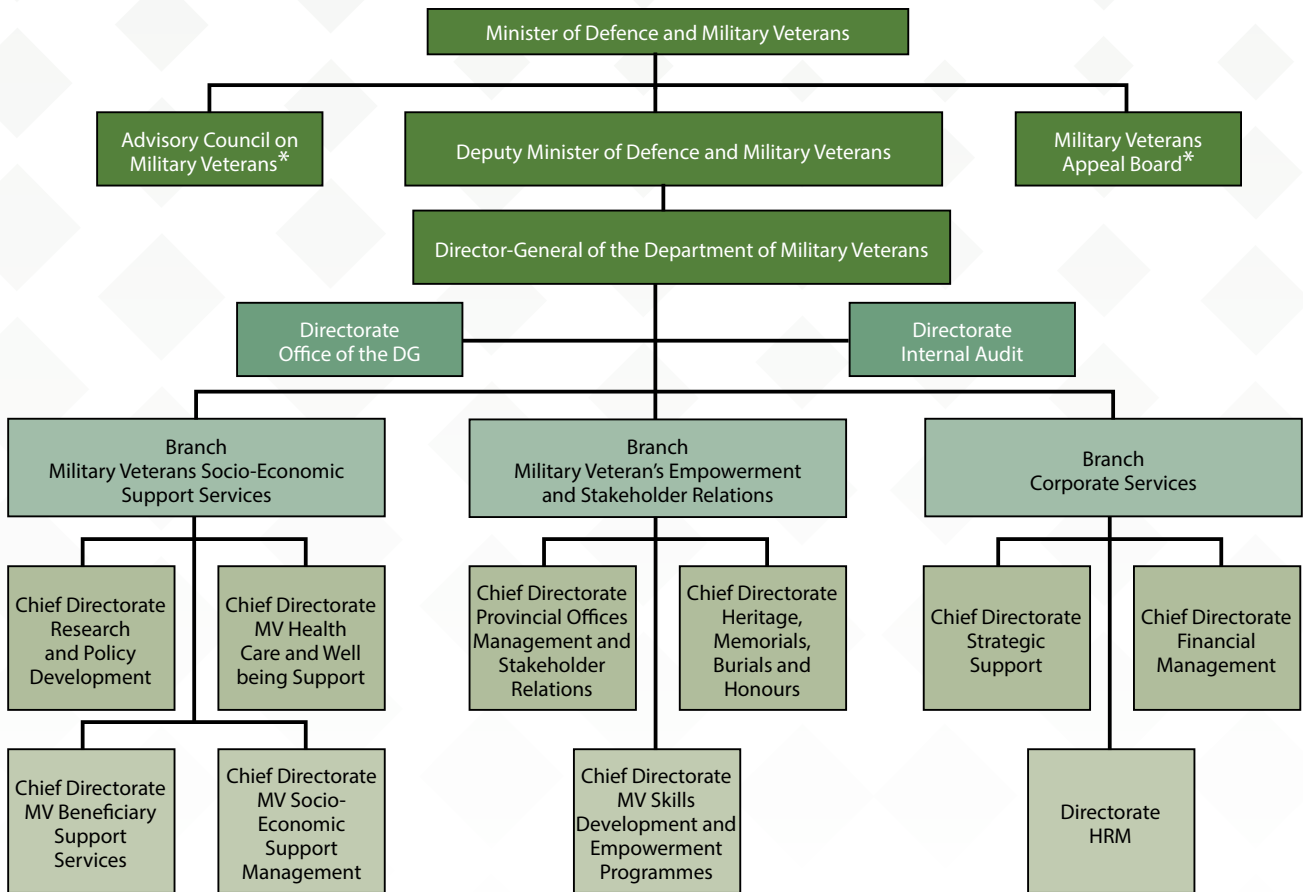 Minister of Defence and Military Veterans
Advisory Council on
Military Veterans*
Deputy Minister of Defence and Military Veterans
Military Veterans
Appeal Board*
Director-General of the Department of Military Veterans
Directorate
Office of the DG
Directorate
Internal Audit
Branch
Military Veterans Socio-Economic
Support Services
Branch
Military Veteran’s Empowerment
and Stakeholder Relations
Branch
Corporate Services
Chief Directorate
Research
and Policy
Development
Chief Directorate
MV Health
Care and Well
being Support
Chief Directorate
Provincial Offices
Management and
Stakeholder
Relations
Chief Directorate
Heritage,
Memorials,
Burials and
Honours
Chief Directorate
Strategic
Support
Chief Directorate
Financial
Management
Chief Directorate
MV Beneficiary
Support
Services
Chief Directorate
MV Socio-
Economic
Support
Management
Chief Directorate
MV Skills
Development and
Empowerment
Programmes
Directorate
HRM